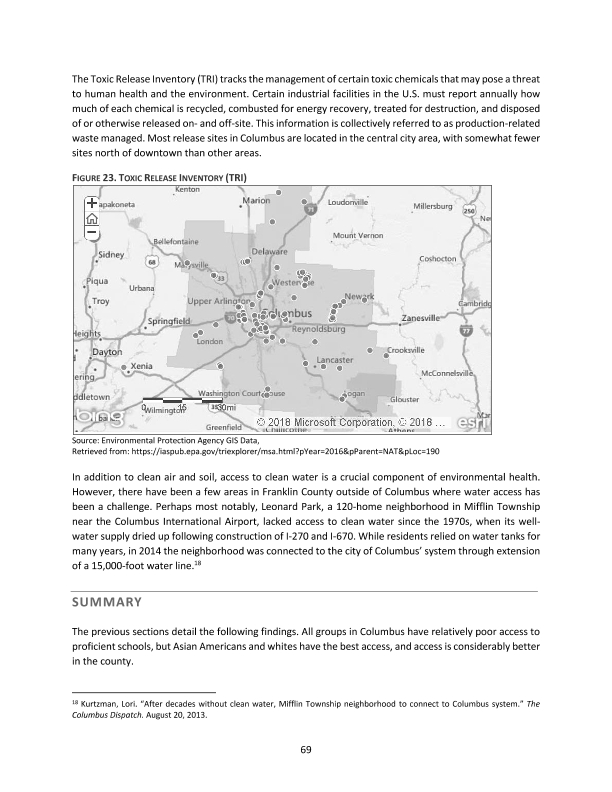 The Toxic Release Inventory (TRI) tracks the management of certain toxic chemicals that may pose a threat
to human health and the environment. Certain industrial facilities in the U.S. must report annually how
much of each chemical is recycled, combusted for energy recovery, treated for destruction, and disposed
of or otherwise released on- and off-site. This information is collectively referred to as production-related
waste managed. Most release sites in Columbus are located in the central city area, with somewhat fewer
sites north of downtown than other areas.
FIGURE 23. TOXIC RELEASE INVENTORY (TRI)
Kenton
apakoneta
Marion
71
Loudonville
Millersburg
250
Mount Vernon
Bellefontaine
Sidney
68
Delaware
Coshocton
33
Piqua
Urbana
Troy
Upper Arlington
Newark
Columbus
Reynoldsburg
Zanesville
Springfield
Heights
77
London
Dayton
Lancaster
Crooksville
Xenia
McConnelsville
ering
Washington Court House
Logan
Glouster
ddletown
0
15
30mi
bing
Wilmington
Greenfield
© 2018 Microsoft Corporation, © 2018 ...
esri
Source: Environmental Protection Agency GIS Data,
Retrieved from: https://iaspub.epa.gov/triexplorer/msa.html?pYear=2016&pParent=NAT&pLoc=190
In addition to clean air and soil, access to clean water is a crucial component of environmental health.
However, there have been a few areas in Franklin County outside of Columbus where water access has
been a challenge. Perhaps most notably, Leonard Park, a 120-home neighborhood in Mifflin Township
near the Columbus International Airport, lacked access to clean water since the 1970s, when its well-
water supply dried up following construction of I-270 and I-670. While residents relied on water tanks for
many years, in 2014 the neighborhood was connected to the city of Columbus' system through extension
of a 15,000-foot water line.18
SUMMARY
The previous sections detail the following findings. All groups in Columbus have relatively poor access to
proficient schools, but Asian Americans and whites have the best access, and access is considerably better
in the county.
18 Kurtzman, Lori. "After decades without clean water, Mifflin Township neighborhood to connect to Columbus system." The
Columbus Dispatch. August 20, 2013.
69